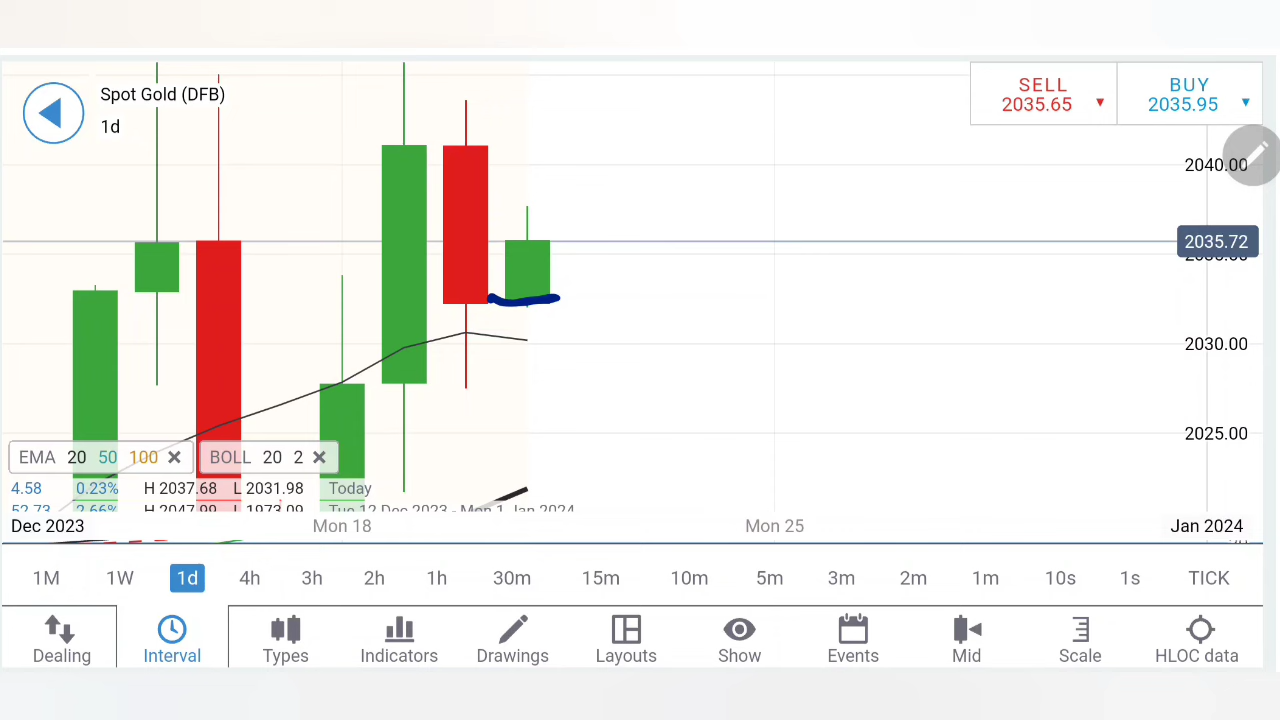 Spot Gold (DFB)
1d
SELL
2035.65
BUY
2035.95
2040.00
2035.72
2030.00
2025.00
EMA 20 50 100
BOLL 20 2
4.58 0.23% H 2037.68 L 2031.98 Today
52.73 2.66% H 2047.99 L 1973.09 Tue 12 Dec 2023 - Mon 1 Jan 2024
Dec 2023 Mon 18 Mon 25 Jan 2024
1M 1W 1d 4h 3h 2h 1h 30m 15m 10m 5m 3m 2m 1m 10s 1s TICK
Dealing Interval Types Indicators Drawings Layouts Show Events Mid Scale HLOC data